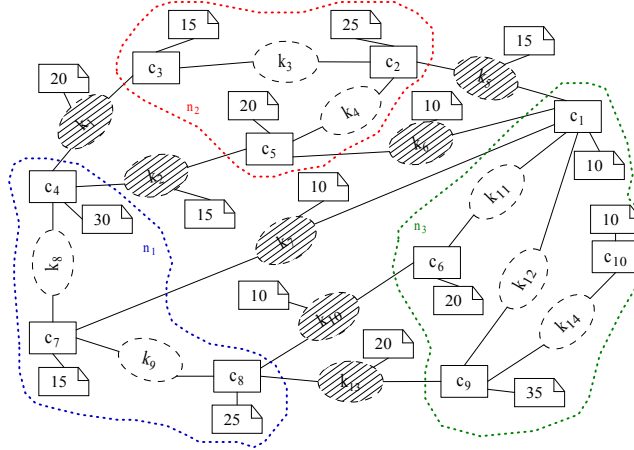 15
25
15
c₃
k₃
c₂
k₅
20
n₂
20
k₄
10
c₁
k₁
c₅
k₆
10
k₂
c₄
10
k₁₁
30
15
10
n₁
k₇
n₃
c₆
c₁₀
k₈
k₁₂
10
20
k₁₀
k₁₄
c₇
20
k₉
c₈
k₁₃
c₉
15
35
25